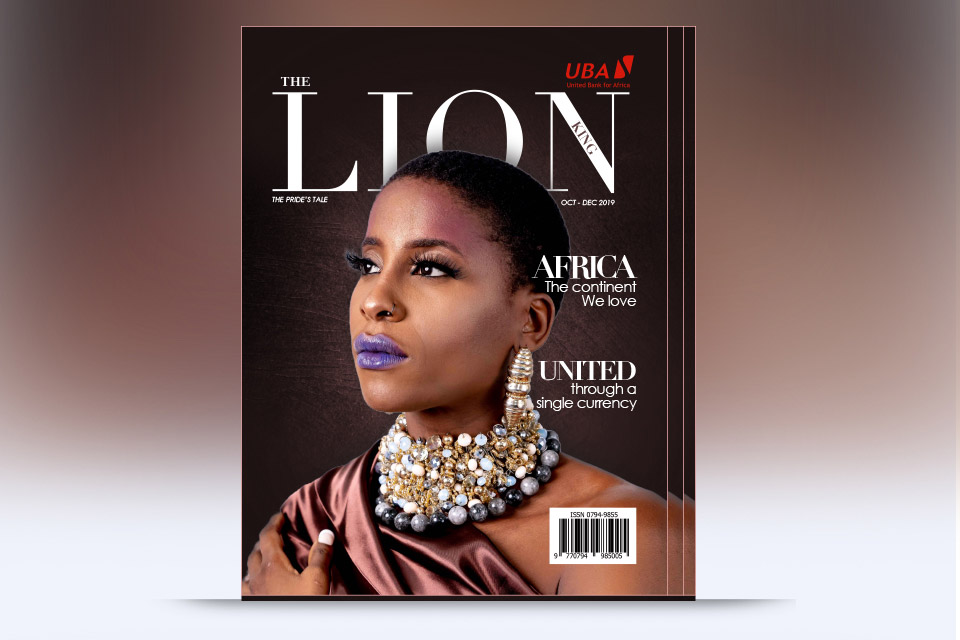 THE
LION
KING
UBA
United Bank for Africa
THE PRIDE'S TALE
OCT - DEC 2019
AFRICA
The continent
We love
UNITED
through a
single currency
ISSN 0794-9855
9 770794 985005